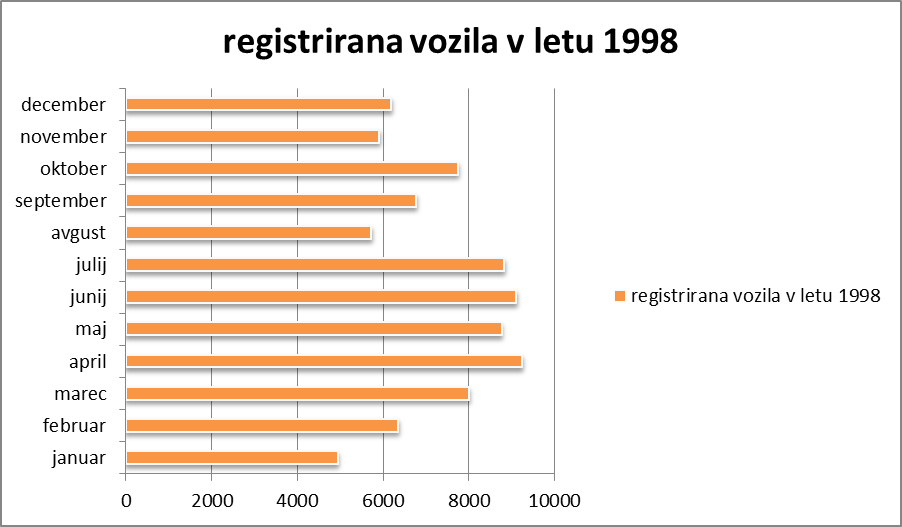 registrirana vozila v letu 1998
december
november
oktober
september
avgust
julij
junij
maj
april
marec
februar
januar
0 2000 4000 6000 8000 10000
registrirana vozila v letu 1998